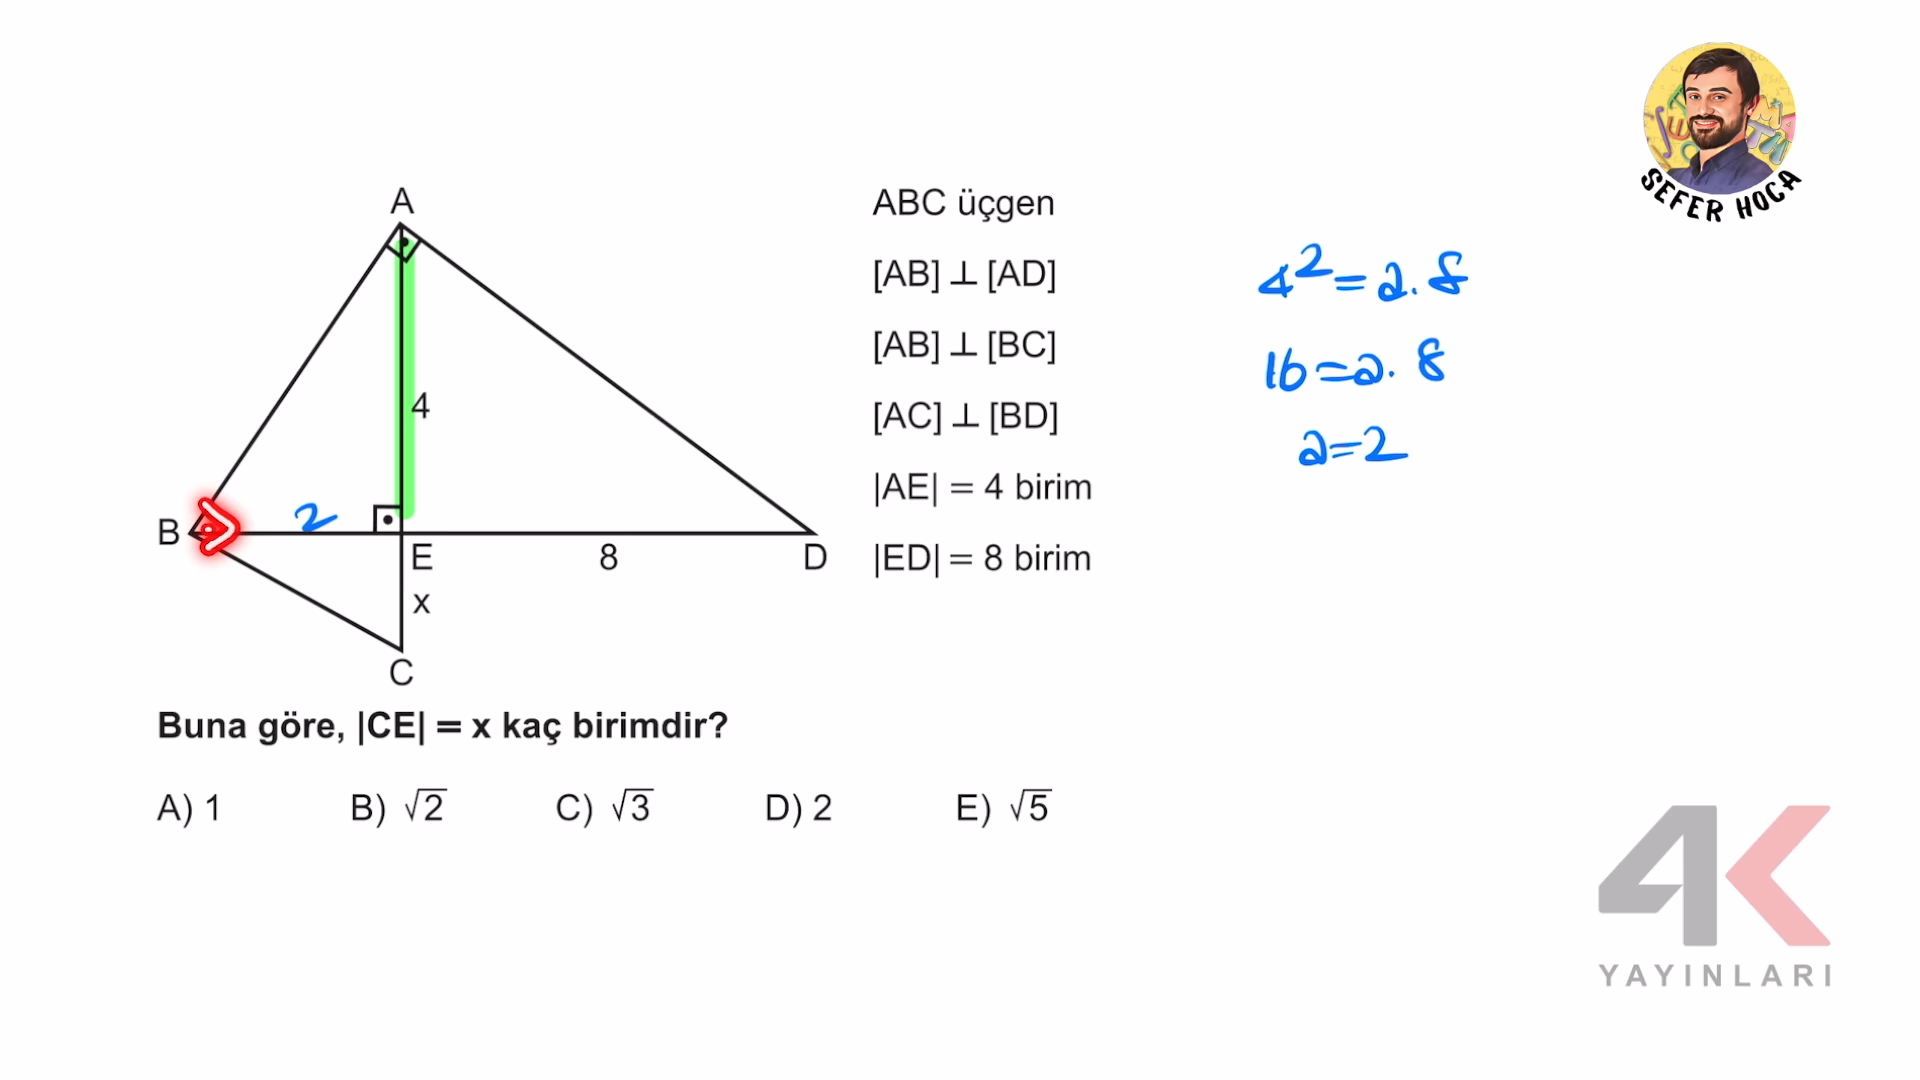 SEFER HOCA
A
4
B
2
E
8
D
x
C
ABC üçgen
[AB] ⊥ [AD]
[AB] ⊥ [BC]
[AC] ⊥ [BD]
|AE| = 4 birim
|ED| = 8 birim
4² = a. 8
16 = a. 8
a = 2
Buna göre, |CE| = x kaç birimdir?
A) 1 B) √2 C) √3 D) 2 E) √5
4K
YAYINLARI